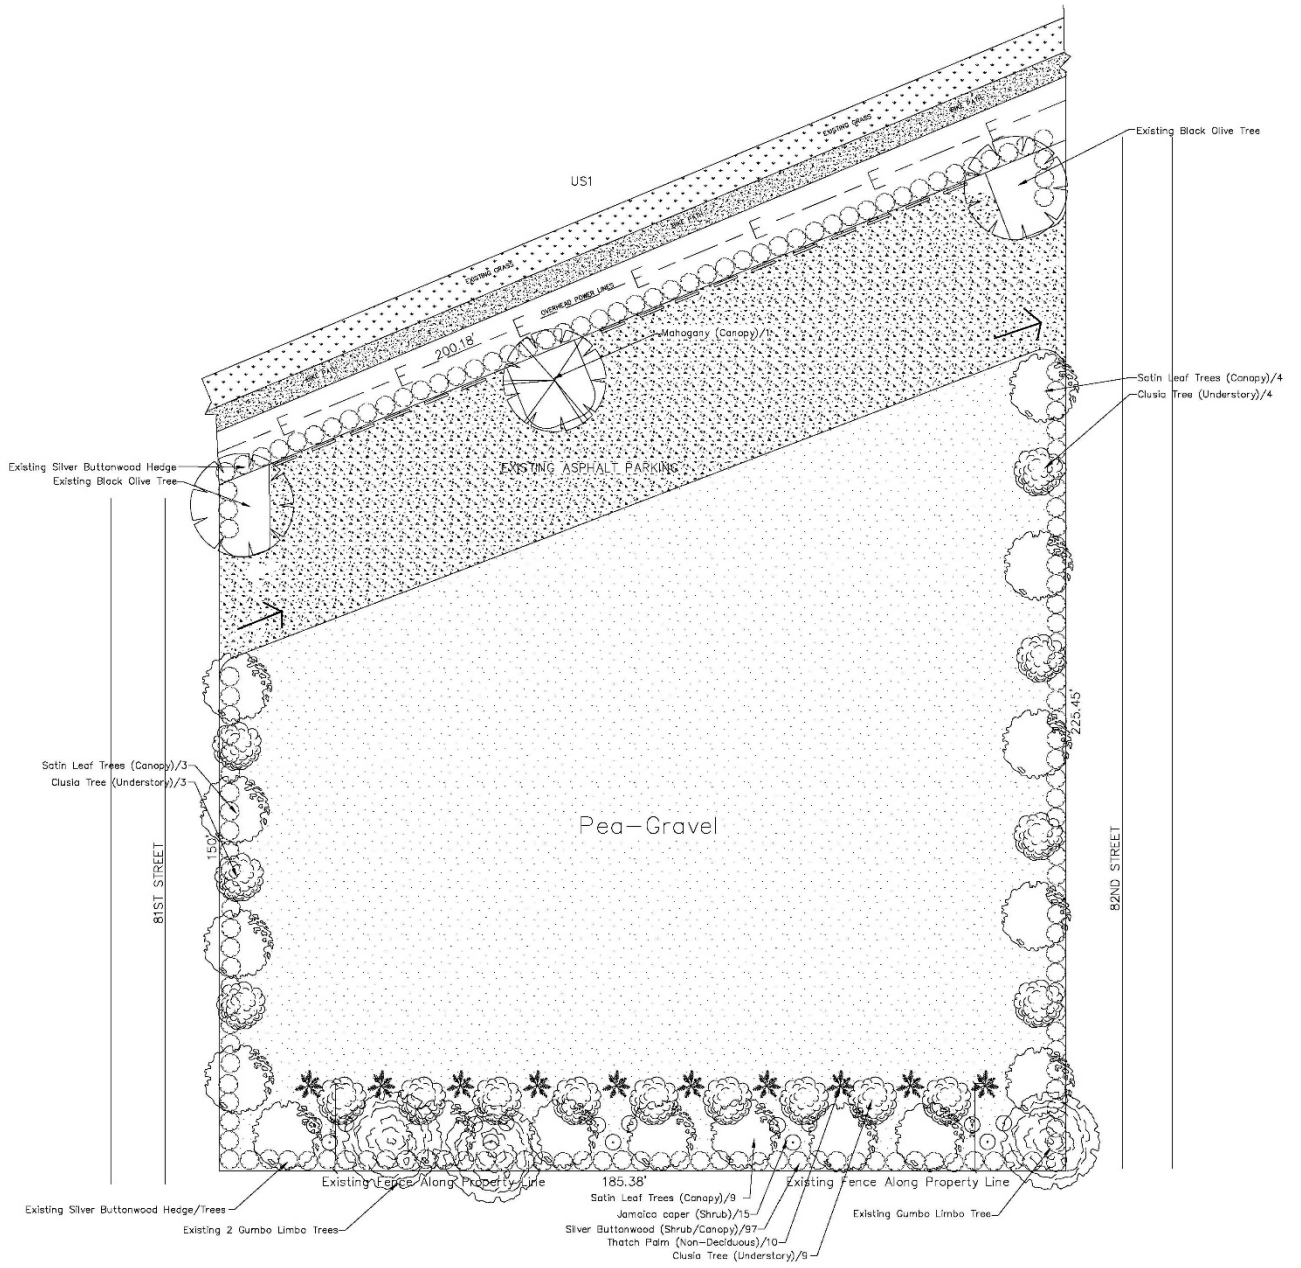 EXISTING GRASS
BIKE PATH
Existing Black Olive Tree
US1
BIKE PATH
EXISTING GRASS
OVERHEAD POWER LINES
E
E
E
E
E
E
E
Mahogany (Canopy)/1
200.18'
BIKE PATH
Satin Leaf Trees (Canopy)/4
Clusia Tree (Understory)/4
Existing Silver Buttonwood Hedge
Existing Black Olive Tree
EXISTING ASPHALT PARKING
225.45'
Satin Leaf Trees (Canopy)/3
Clusia Tree (Understory)/3
Pea-Gravel
150'
81ST STREET
82ND STREET
Existing Fence Along Property Line
185.38'
Existing Fence Along Property Line
Satin Leaf Trees (Canopy)/9
Existing Silver Buttonwood Hedge/Trees
Jamaica caper (Shrub)/15
Existing Gumbo Limbo Tree
Existing 2 Gumbo Limbo Trees
Silver Buttonwood (Shrub/Canopy)/97
Thatch Palm (Non-Deciduous)/10
Clusia Tree (Understory)/9